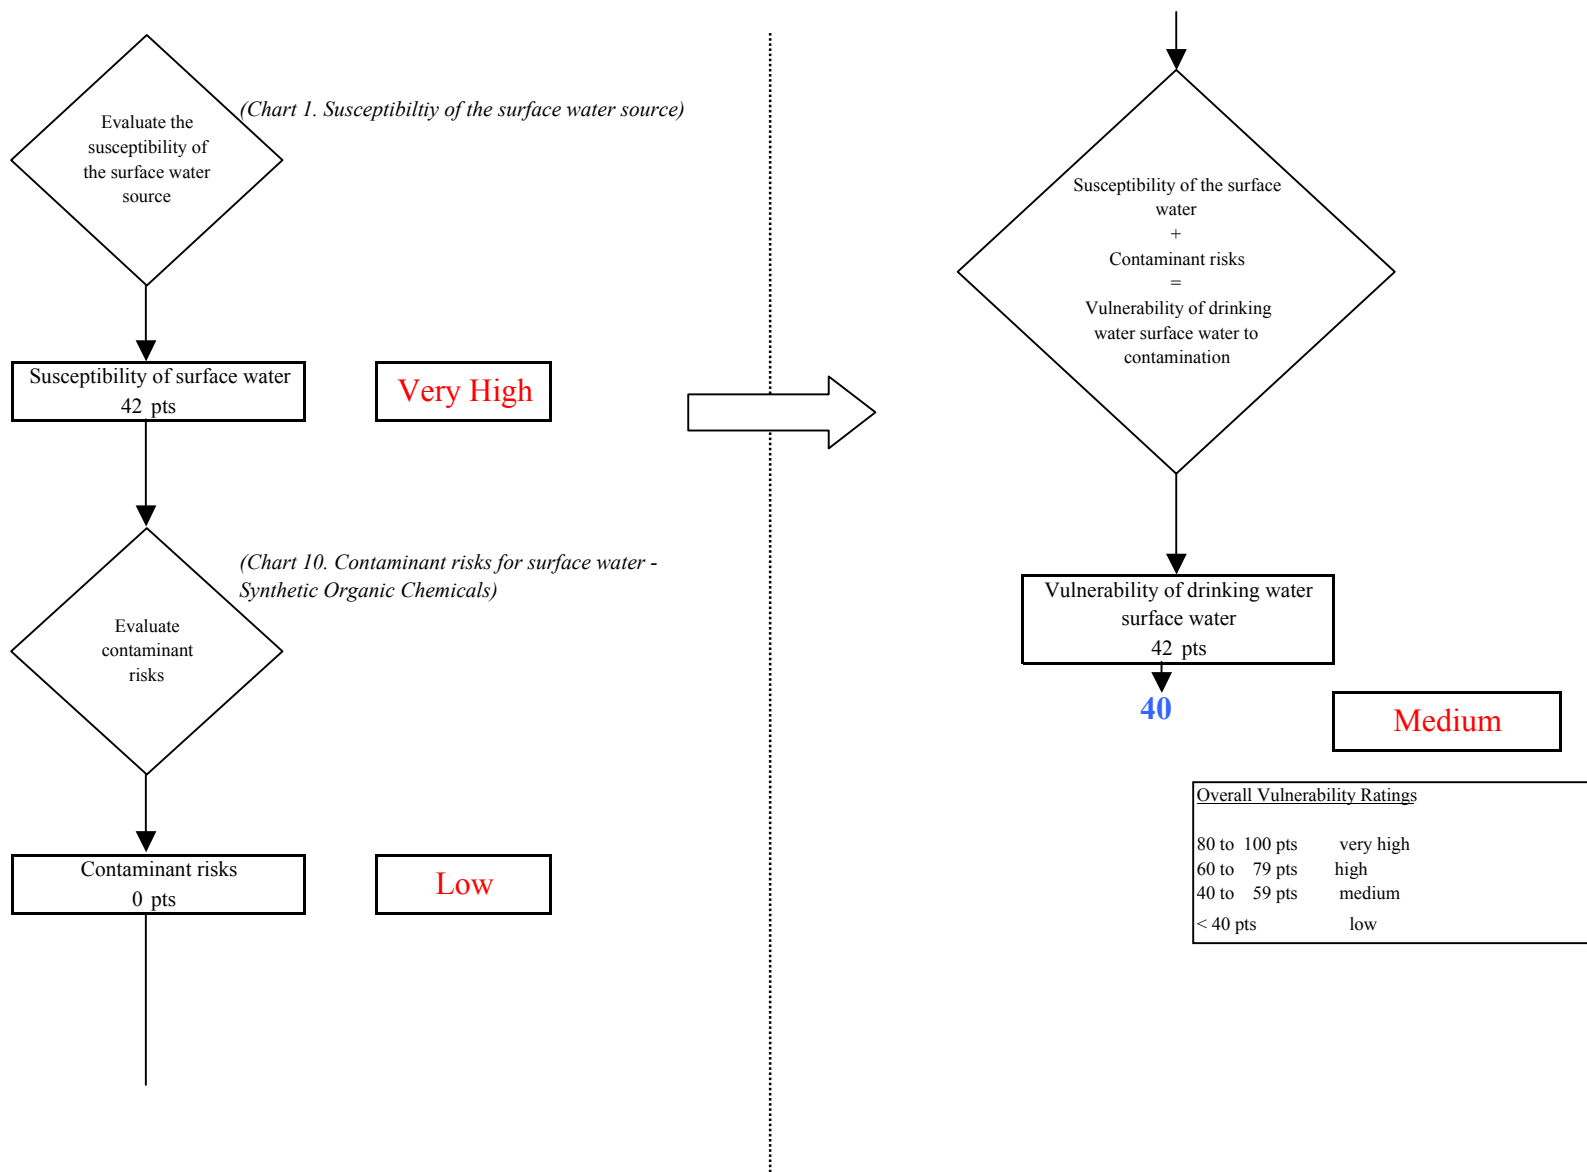 Evaluate the
susceptibility of
the surface water
source
(Chart 1. Susceptibiltiy of the surface water source)
Susceptibility of surface water
42 pts
Very High
(Chart 10. Contaminant risks for surface water -
Synthetic Organic Chemicals)
Evaluate
contaminant
risks
Contaminant risks
0 pts
Low
Susceptibility of the surface
water
+
Contaminant risks
=
Vulnerability of drinking
water surface water to
contamination
Vulnerability of drinking water
surface water
42 pts
40
Medium
Overall Vulnerability Ratings
80 to 100 pts very high
60 to 79 pts high
40 to 59 pts medium
< 40 pts low